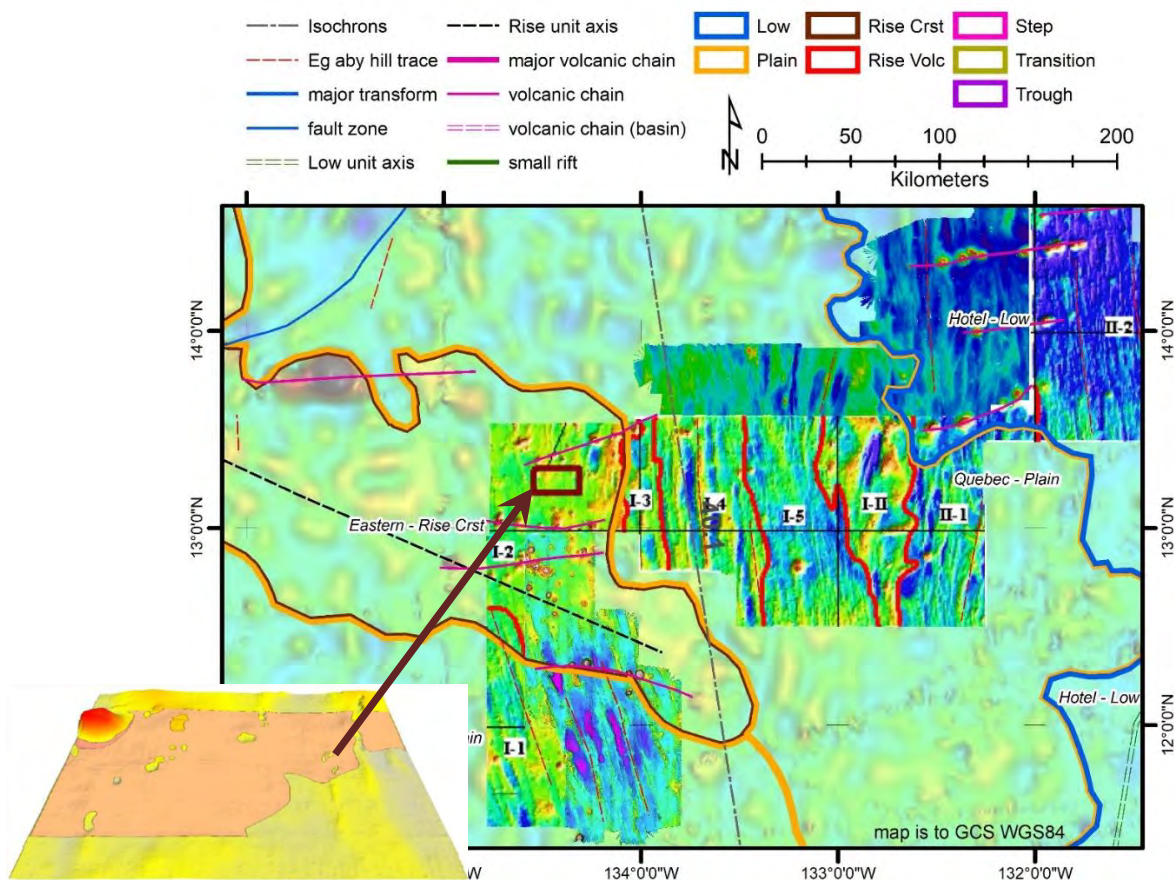 Isochrons
Eg aby hill trace
major transform
fault zone
Low unit axis
Rise unit axis
major volcanic chain
volcanic chain
volcanic chain (basin)
small rift
Low
Plain
Rise Crst
Rise Volc
Step
Transition
Trough
N
0 50 100 200
Kilometers
14°0'0"N
13°0'0"N
14°0'0"N
13°0'0"N
12°0'0"N
Hotel - Low
II-2
Quebec - Plain
I-3
I-4
40.1
I-5
I-II
II-1
Eastern - Rise Crst
I-2
Hotel - Low
I-1
map is to GCS WGS84
134°0'0"W
133°0'0"W
132°0'0"W